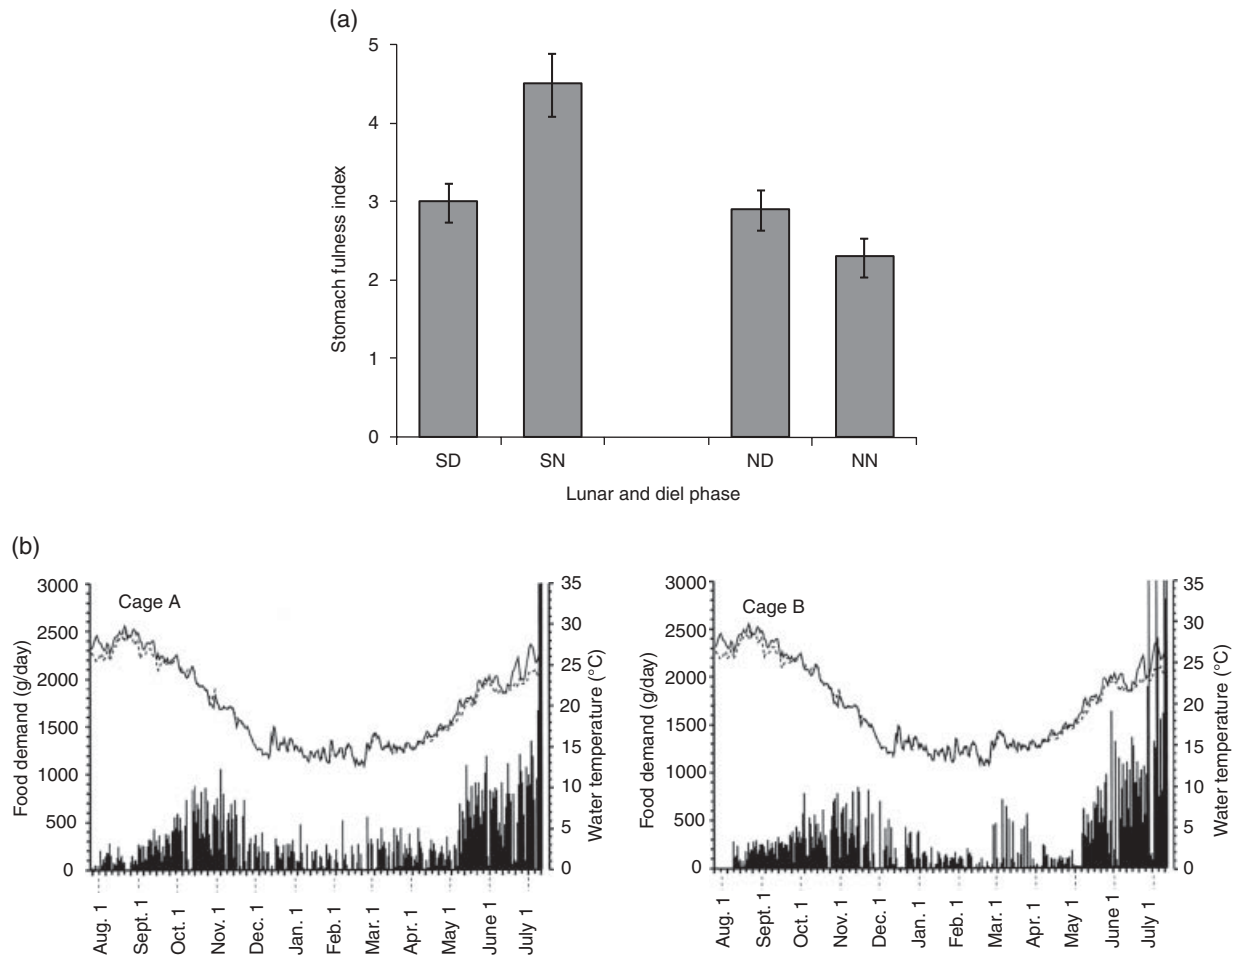 (a)
5
4
3
2
1
0
Stomach fulness index
SD SN ND NN
Lunar and diel phase
(b)
Cage A
3000
2500
2000
1500
1000
500
0
Food demand (g/day)
35
30
25
20
15
10
5
0
Water temperature (°C)
Aug. 1
Sept. 1
Oct. 1
Nov. 1
Dec. 1
Jan. 1
Feb. 1
Mar. 1
Apr. 1
May 1
June 1
July 1
Cage B
3000
2500
2000
1500
1000
500
0
Food demand (g/day)
35
30
25
20
15
10
5
0
Water temperature (°C)
Aug. 1
Sept. 1
Oct. 1
Nov. 1
Dec. 1
Jan. 1
Feb. 1
Mar. 1
Apr. 1
May 1
June 1
July 1